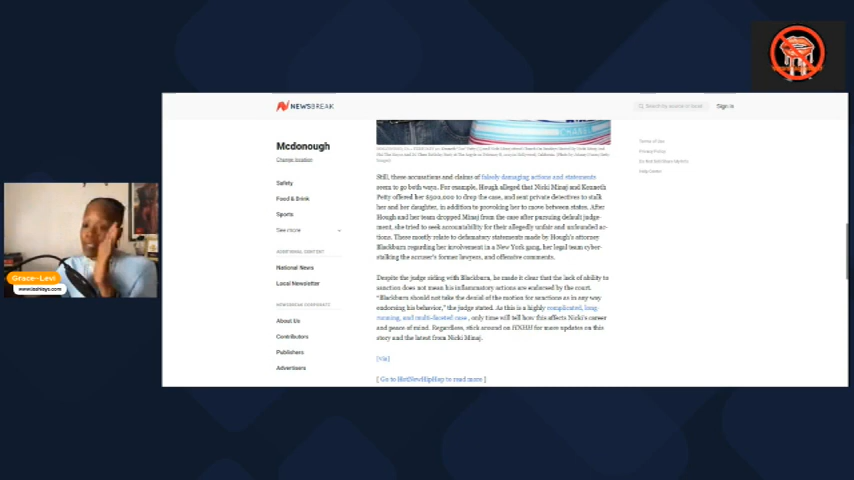 NEWSBREAK
Sign in
Mcdonough
Change location
Safety
Food & Drink
Sports
See more
ADDITIONAL CONTENT
National News
Local Newsletter
NEWSBREAK CORPORATE
About Us
Contributors
Publishers
Advertisers
Terms of Use
Privacy Policy
Help Center
CHANEL
Still, these accusations and claims of falsely damaging actions and statements
seem to go both ways. For example, Hough alleged that Nicki Minaj and Kenneth
Petty offered her $500,000 to drop the case, and sent private detectives to stalk
her and her daughter, in addition to provoking her to move between states. After
Hough and her team dropped Minaj from the case after pursuing default judge-
ment, she tried to seek accountability for their allegedly unfair and unfounded ac-
tions. These mostly relate to defamatory statements made by Hough's attorney
Blackburn regarding her involvement in a New York gang, her legal team cyber-
stalking the accuser's former lawyers, and offensive comments.
Despite the judge siding with Blackburn, he made it clear that the lack of ability to
sanction does not mean his inflammatory actions are endorsed by the court.
"Blackburn should not take the denial of the motion for sanctions as in any way
endorsing his behavior," the judge stated. As this is a highly complicated, long-
running, and multi-faceted case, only time will tell how this affects Nicki's career
and peace of mind. Regardless, stick around on HNHH for more updates on this
story and the latest from Nicki Minaj.
[via]
[ Go to HotNewHipHop to read more ]
Grace-Levi